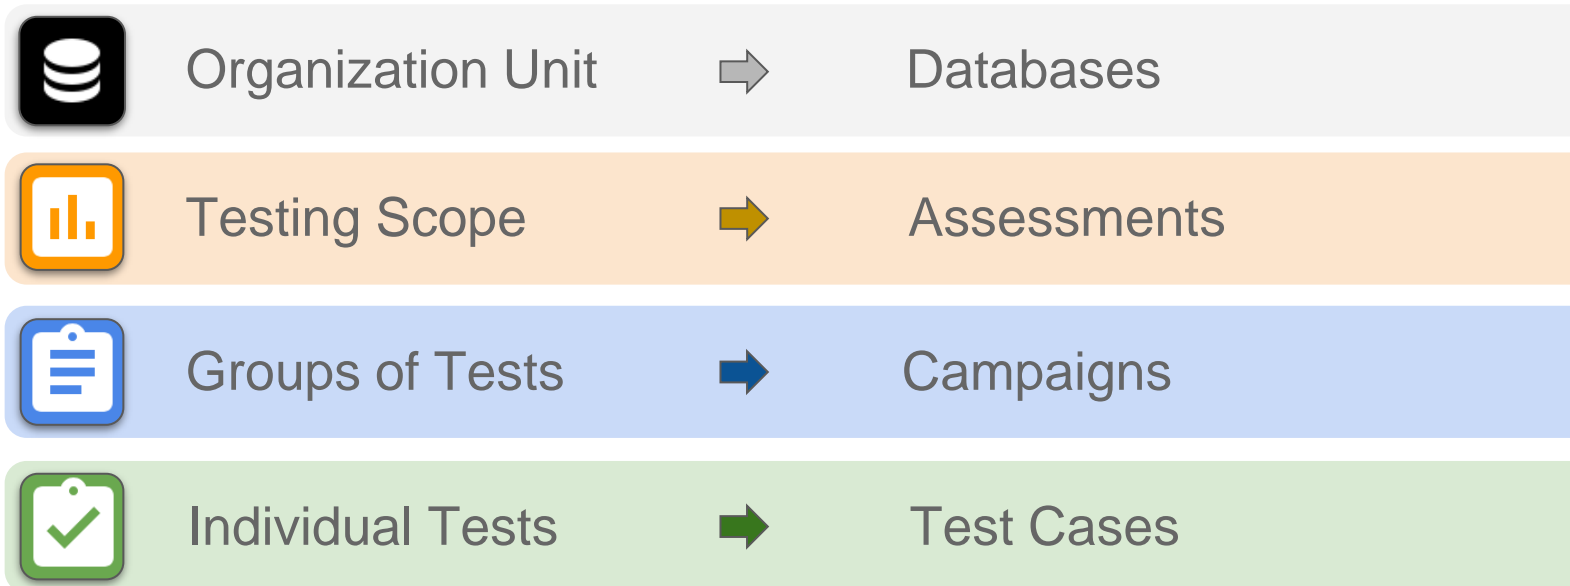 Organization Unit Databases
Testing Scope Assessments
Groups of Tests Campaigns
Individual Tests Test Cases